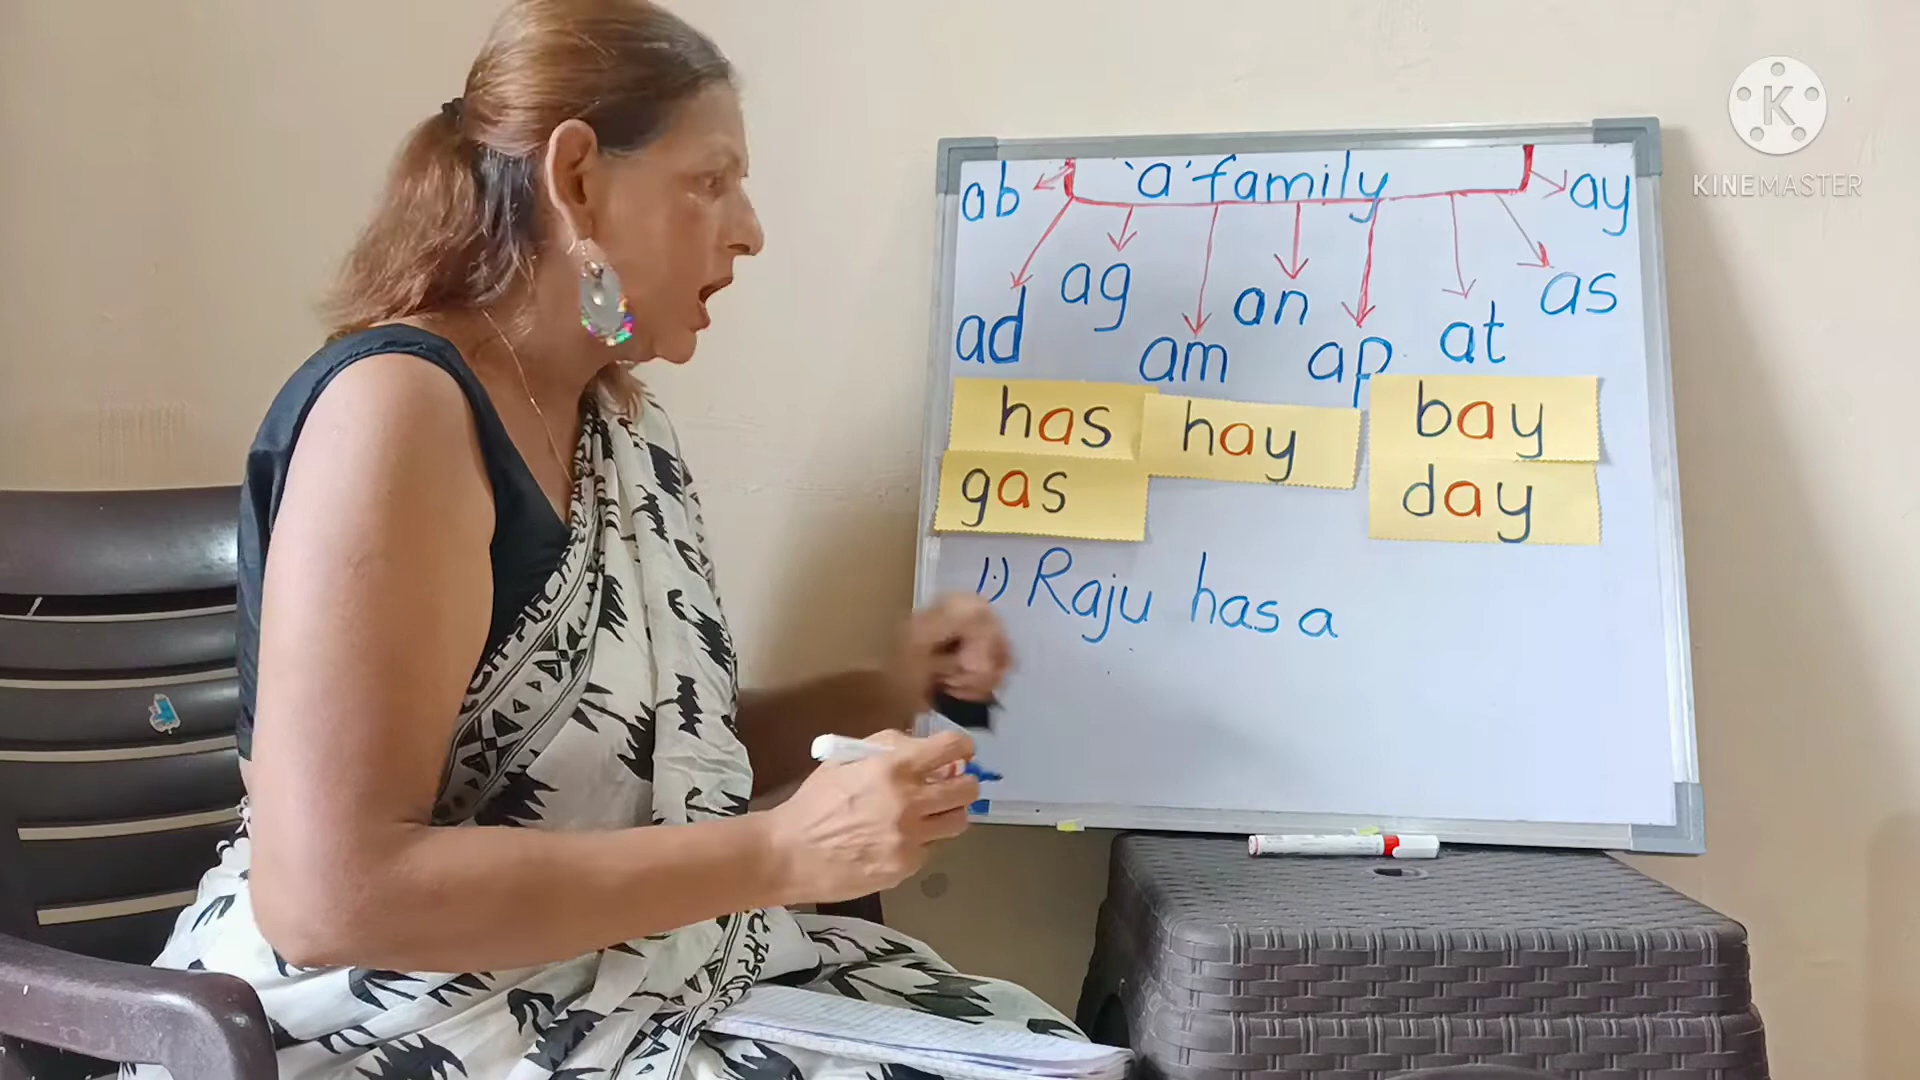 K
KINEMASTER
'a' family
ab ay
ag an as
ad am ap at
has hay bay
gas day
1.) Raju has a